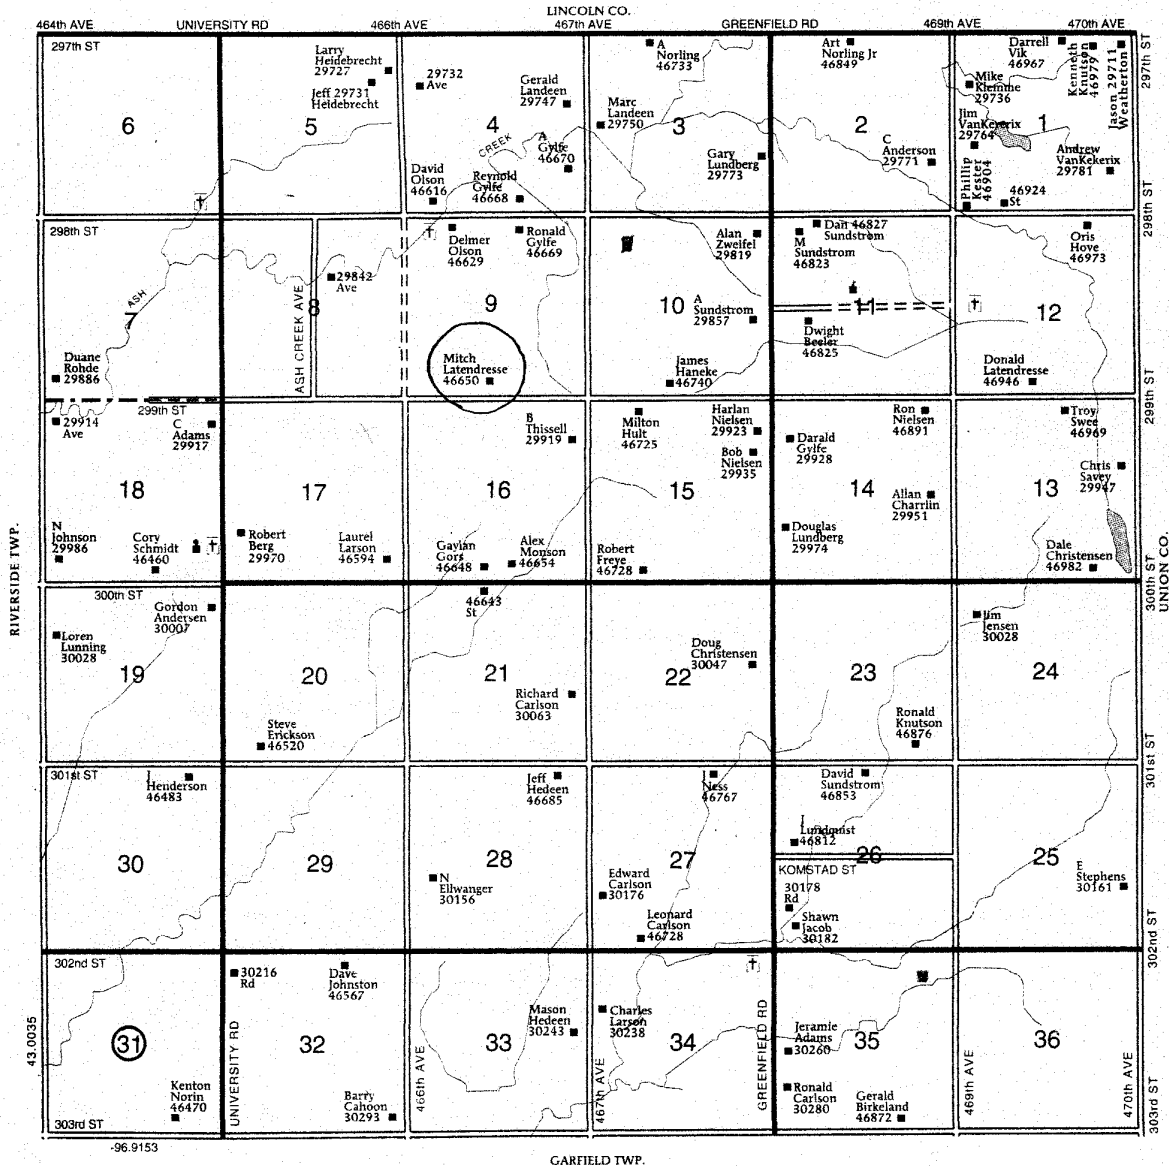 LINCOLN CO.
464th AVE
UNIVERSITY RD
466th AVE
467th AVE
GREENFIELD RD
469th AVE
470th AVE
297th ST
297th ST
6
5
Larry
Heidebrecht
29727
Jeff 29731
Heidebrecht
4
29732
Ave
Gerald
Landeen
29747
CREEK
A
Gylfe
46670
David
Olson
46616
Reynold
Gylfe
46668
3
A
Norling
46733
Marc
Landeen
29750
Gary
Lundberg
29773
2
Art
Norling Jr
46849
C
Anderson
29771
1
Darrell
Vik
46967
Kenneth
Knutson
46979
Jason 29711
Weatherton
Mike
Klemme
29736
Jim
VanKekerix
29764
Andrew
VanKekerix
29781
Phillip
Kester
46904
46924
St
298th ST
298th ST
7
ASH
Duane
Rohde
29886
8
29842
Ave
ASH CREEK AVE
9
Delmer
Olson
46629
Ronald
Gylfe
46669
Mitch
Latendresse
46650
10
Alan
Zweifel
29819
A
Sundstrom
29857
James
Haneke
46740
11
Dan 46827
Sundstrom
M
Sundstrom
46823
Dwight
Beeler
46825
12
Oris
Hove
46973
Donald
Latendresse
46946
299th ST
299th ST
29914
Ave
C
Adams
29917
18
N
Johnson
29986
Cory
Schmidt
46460
17
Robert
Berg
29970
Laurel
Larson
46594
16
B
Thissell
29919
Gaylan
Gors
46648
Alex
Monson
46654
15
Milton
Hult
46725
Harlan
Nielsen
29923
Bob
Nielsen
29935
Robert
Freye
46728
14
Ron
Nielsen
46891
Darald
Gylfe
29928
Allan
Charrlin
29951
Douglas
Lundberg
29974
13
Troy
Swee
46969
Chris
Savey
29947
Dale
Christensen
46982
RIVERSIDE TWP.
UNION CO.
300th ST
300th ST
19
Gordon
Andersen
30007
Loren
Lunning
30028
20
Steve
Erickson
46520
21
46643
St
Richard
Carlson
30063
22
Doug
Christensen
30047
23
Ronald
Knutson
46876
24
Jim
Jensen
30028
301st ST
301st ST
30
J
Henderson
46483
29
28
Jeff
Hedeen
46685
N
Ellwanger
30156
27
J
Ness
46767
Edward
Carlson
30176
Leonard
Carlson
46728
26
David
Sundstrom
46853
J
Lundquist
46812
KOMSTAD ST
30178
Rd
Shawn
Jacob
30182
25
E
Stephens
30161
302nd ST
302nd ST
31
Kenton
Norin
46470
32
30216
Rd
Dave
Johnston
46567
Barry
Cahoon
30293
33
Mason
Hedeen
30243
34
Charles
Larson
30238
35
Jeramie
Adams
30260
Ronald
Carlson
30280
Gerald
Birkeland
46872
36
UNIVERSITY RD
466th AVE
467th AVE
GREENFIELD RD
469th AVE
470th AVE
43.0035
303rd ST
303rd ST
-96.9153
GARFIELD TWP.